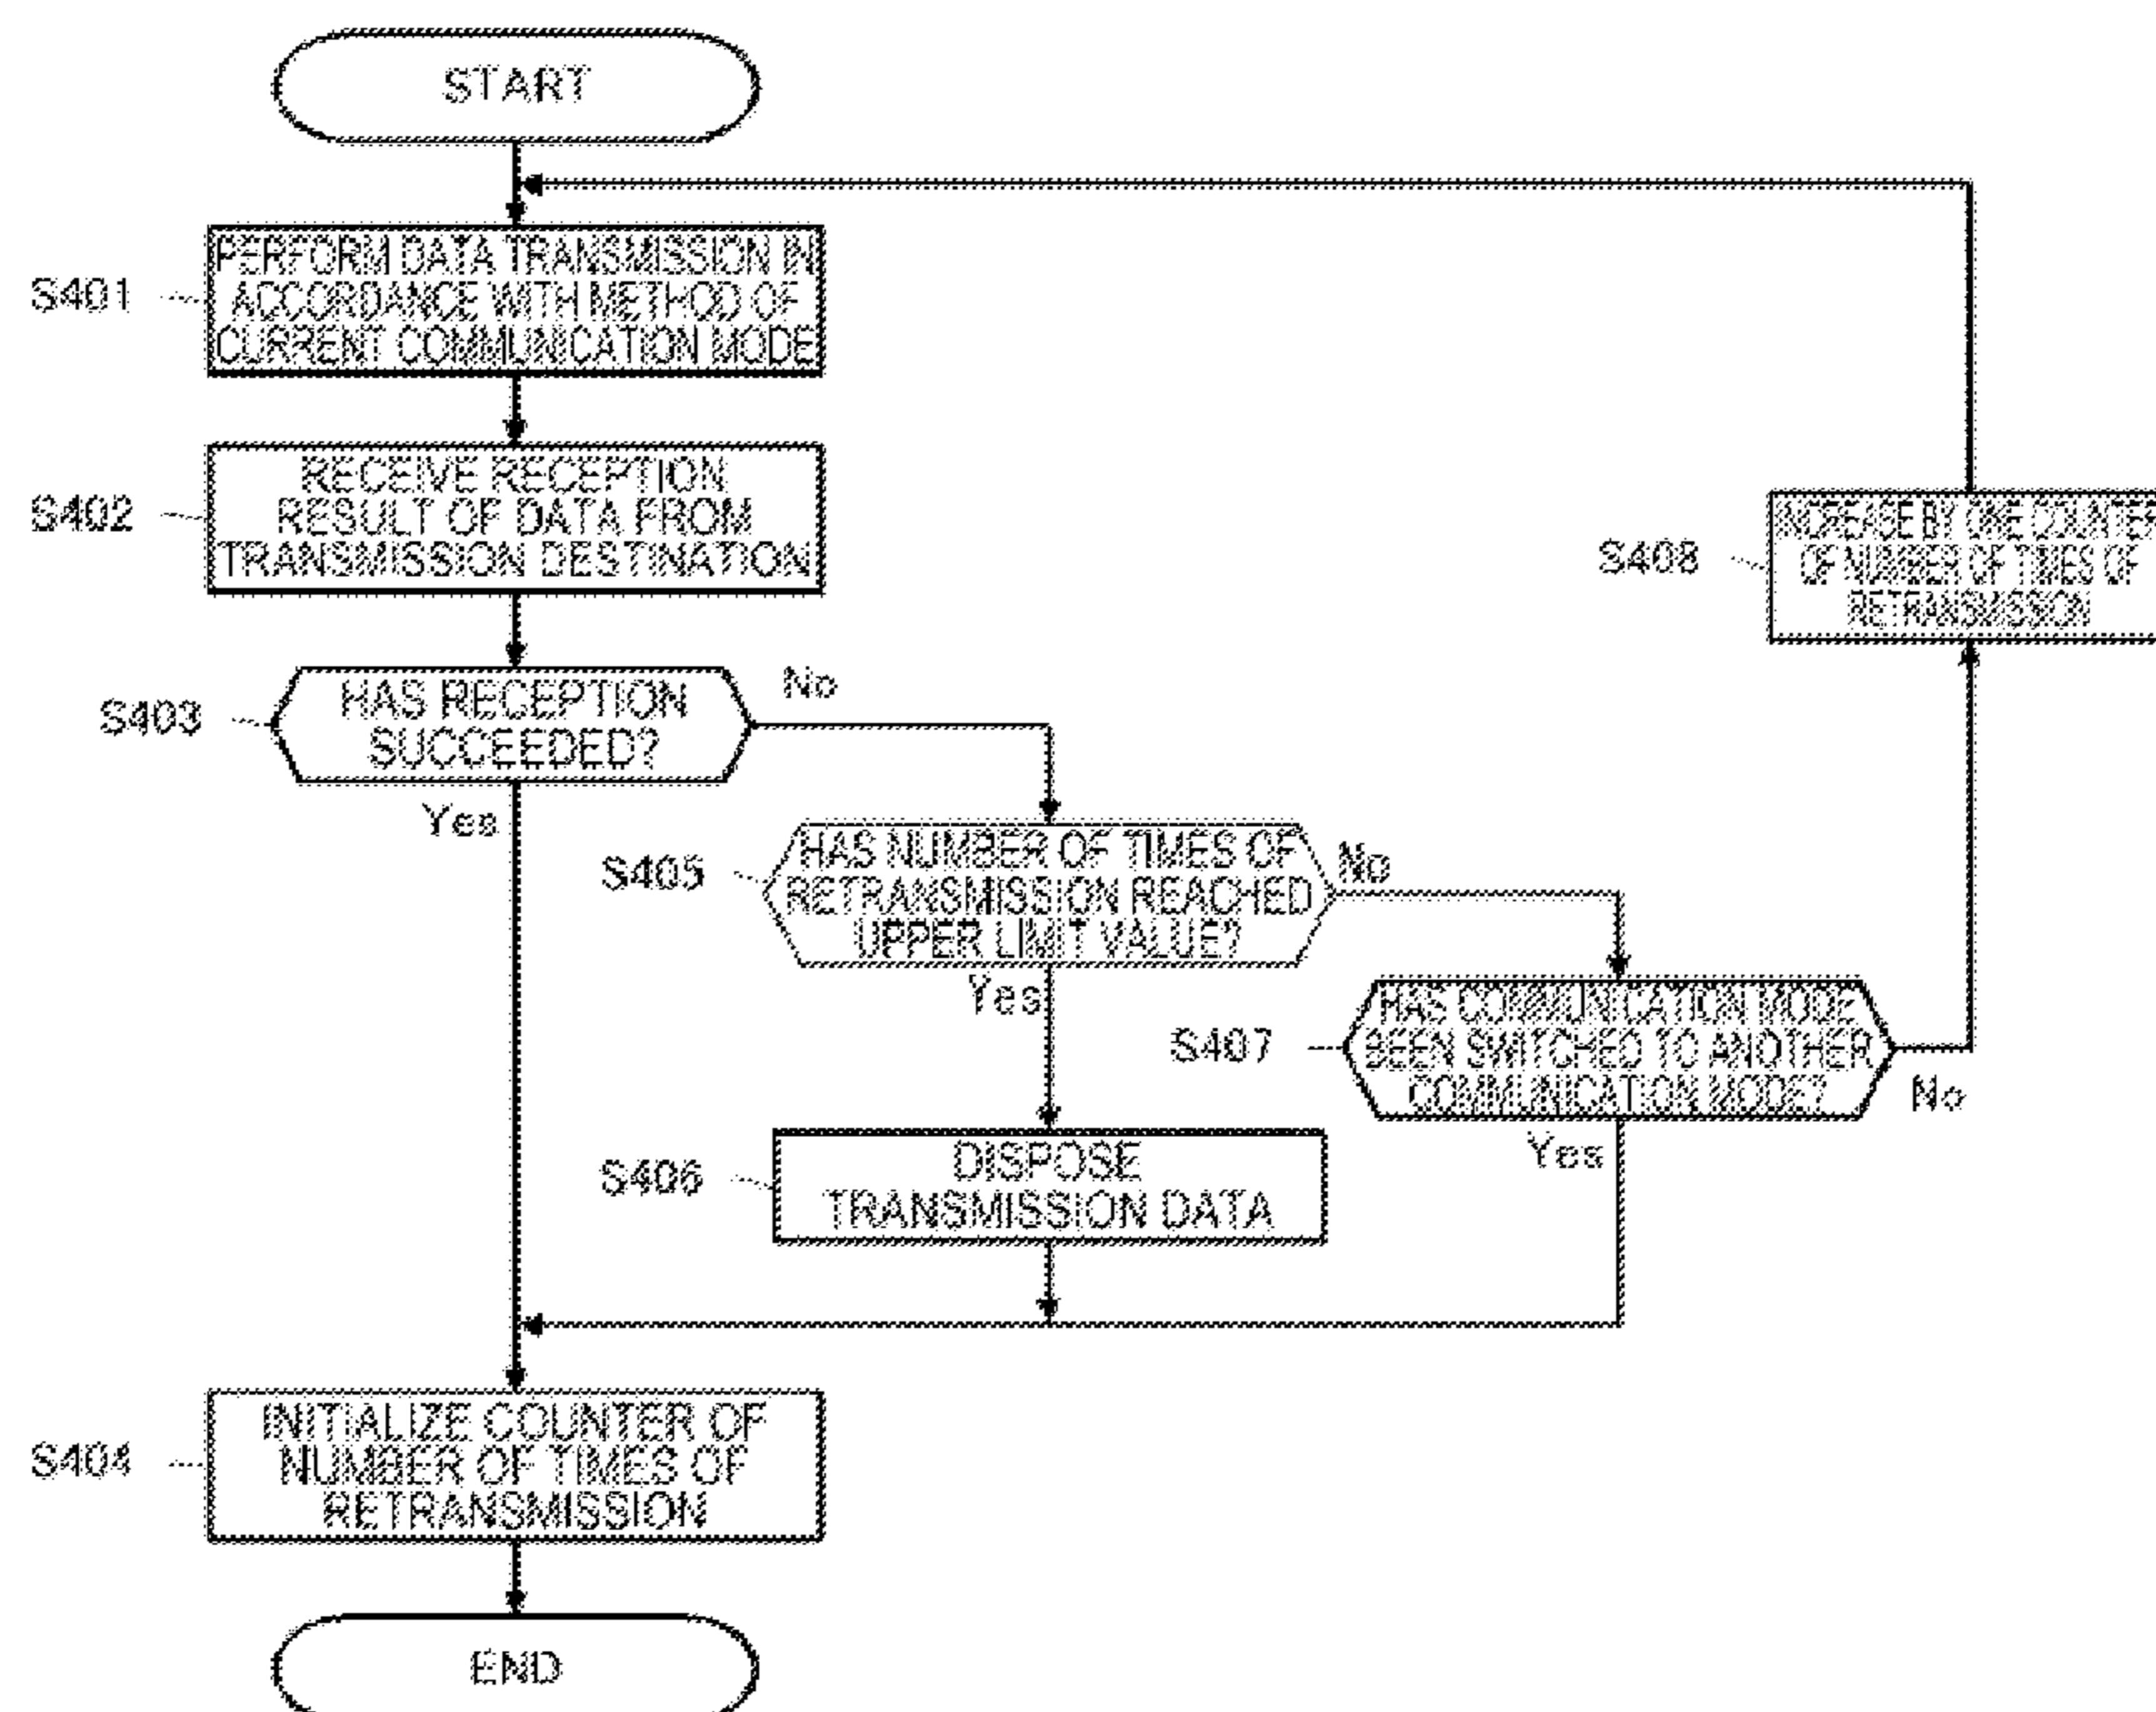 START
S401
PERFORM DATA TRANSMISSION IN
ACCORDANCE WITH METHOD OF
CURRENT COMMUNICATION MODE
S402
RECEIVE RECEPTION
RESULT OF DATA FROM
TRANSMISSION DESTINATION
S408
INCREASE BY ONE COUNTER
OF NUMBER OF TIMES OF
RETRANSMISSION
S403
HAS RECEPTION
SUCCEEDED?
No
Yes
S405
HAS NUMBER OF TIMES OF
RETRANSMISSION REACHED
UPPER LIMIT VALUE?
No
Yes
S407
HAS COMMUNICATION MODE
BEEN SWITCHED TO ANOTHER
COMMUNICATION MODE?
No
Yes
S406
DISPOSE
TRANSMISSION DATA
S404
INITIALIZE COUNTER OF
NUMBER OF TIMES OF
RETRANSMISSION
END